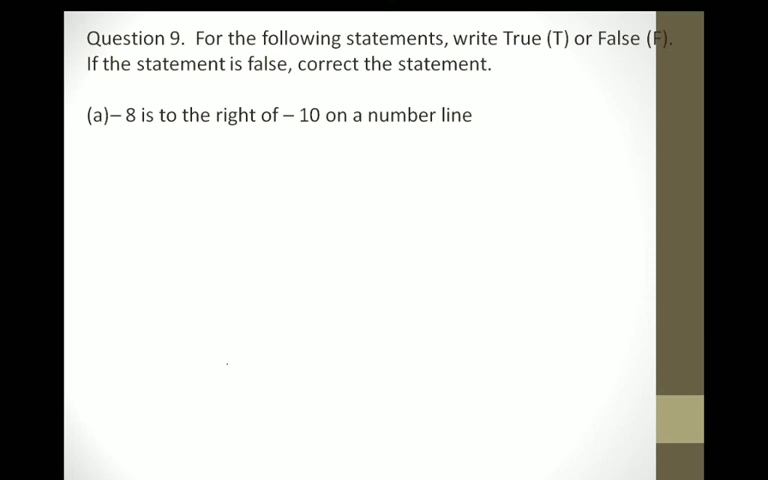 Question 9.  For the following statements, write True (T) or False (F).
If the statement is false, correct the statement.
(a)– 8 is to the right of – 10 on a number line